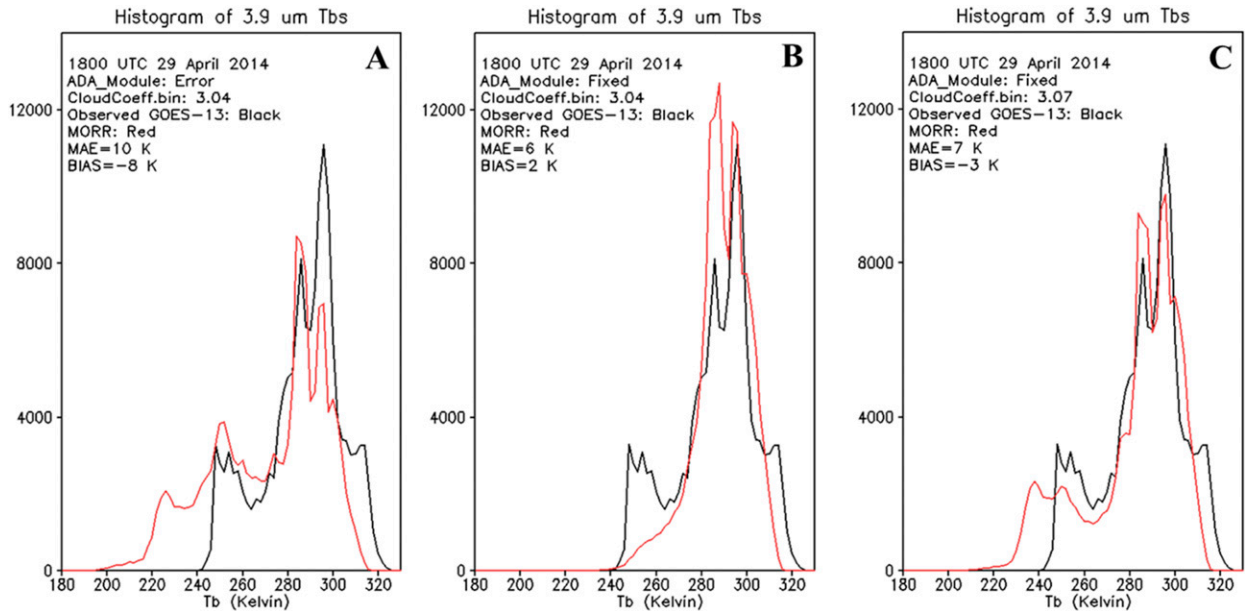 Histogram of 3.9 um Tbs
A
1800 UTC 29 April 2014
ADA_Module: Error
CloudCoeff.bin: 3.04
Observed GOES-13: Black
MORR: Red
MAE=10 K
BIAS=-8 K
12000
8000
4000
0
180 200 220 240 260 280 300 320
Tb (Kelvin)
Histogram of 3.9 um Tbs
B
1800 UTC 29 April 2014
ADA_Module: Fixed
CloudCoeff.bin: 3.04
Observed GOES-13: Black
MORR: Red
MAE=6 K
BIAS=2 K
12000
8000
4000
0
180 200 220 240 260 280 300 320
Tb (Kelvin)
Histogram of 3.9 um Tbs
C
1800 UTC 29 April 2014
ADA_Module: Fixed
CloudCoeff.bin: 3.07
Observed GOES-13: Black
MORR: Red
MAE=7 K
BIAS=-3 K
12000
8000
4000
0
180 200 220 240 260 280 300 320
Tb (Kelvin)